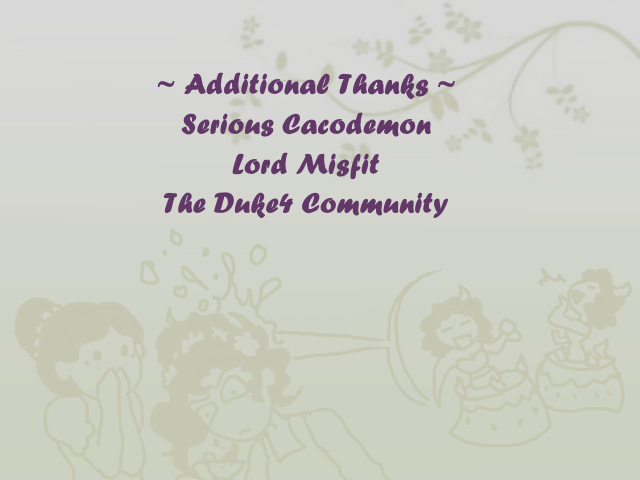 ~ Additional Thanks ~
Serious Cacodemon
Lord Misfit
The Duke4 Community